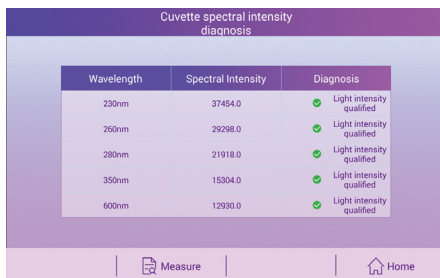 Cuvette spectral intensity
diagnosis
Wavelength Spectral Intensity Diagnosis
230nm 37454.0 Light intensity
qualified
260nm 29298.0 Light intensity
qualified
280nm 21918.0 Light intensity
qualified
350nm 15304.0 Light intensity
qualified
600nm 12930.0 Light intensity
qualified
Measure Home